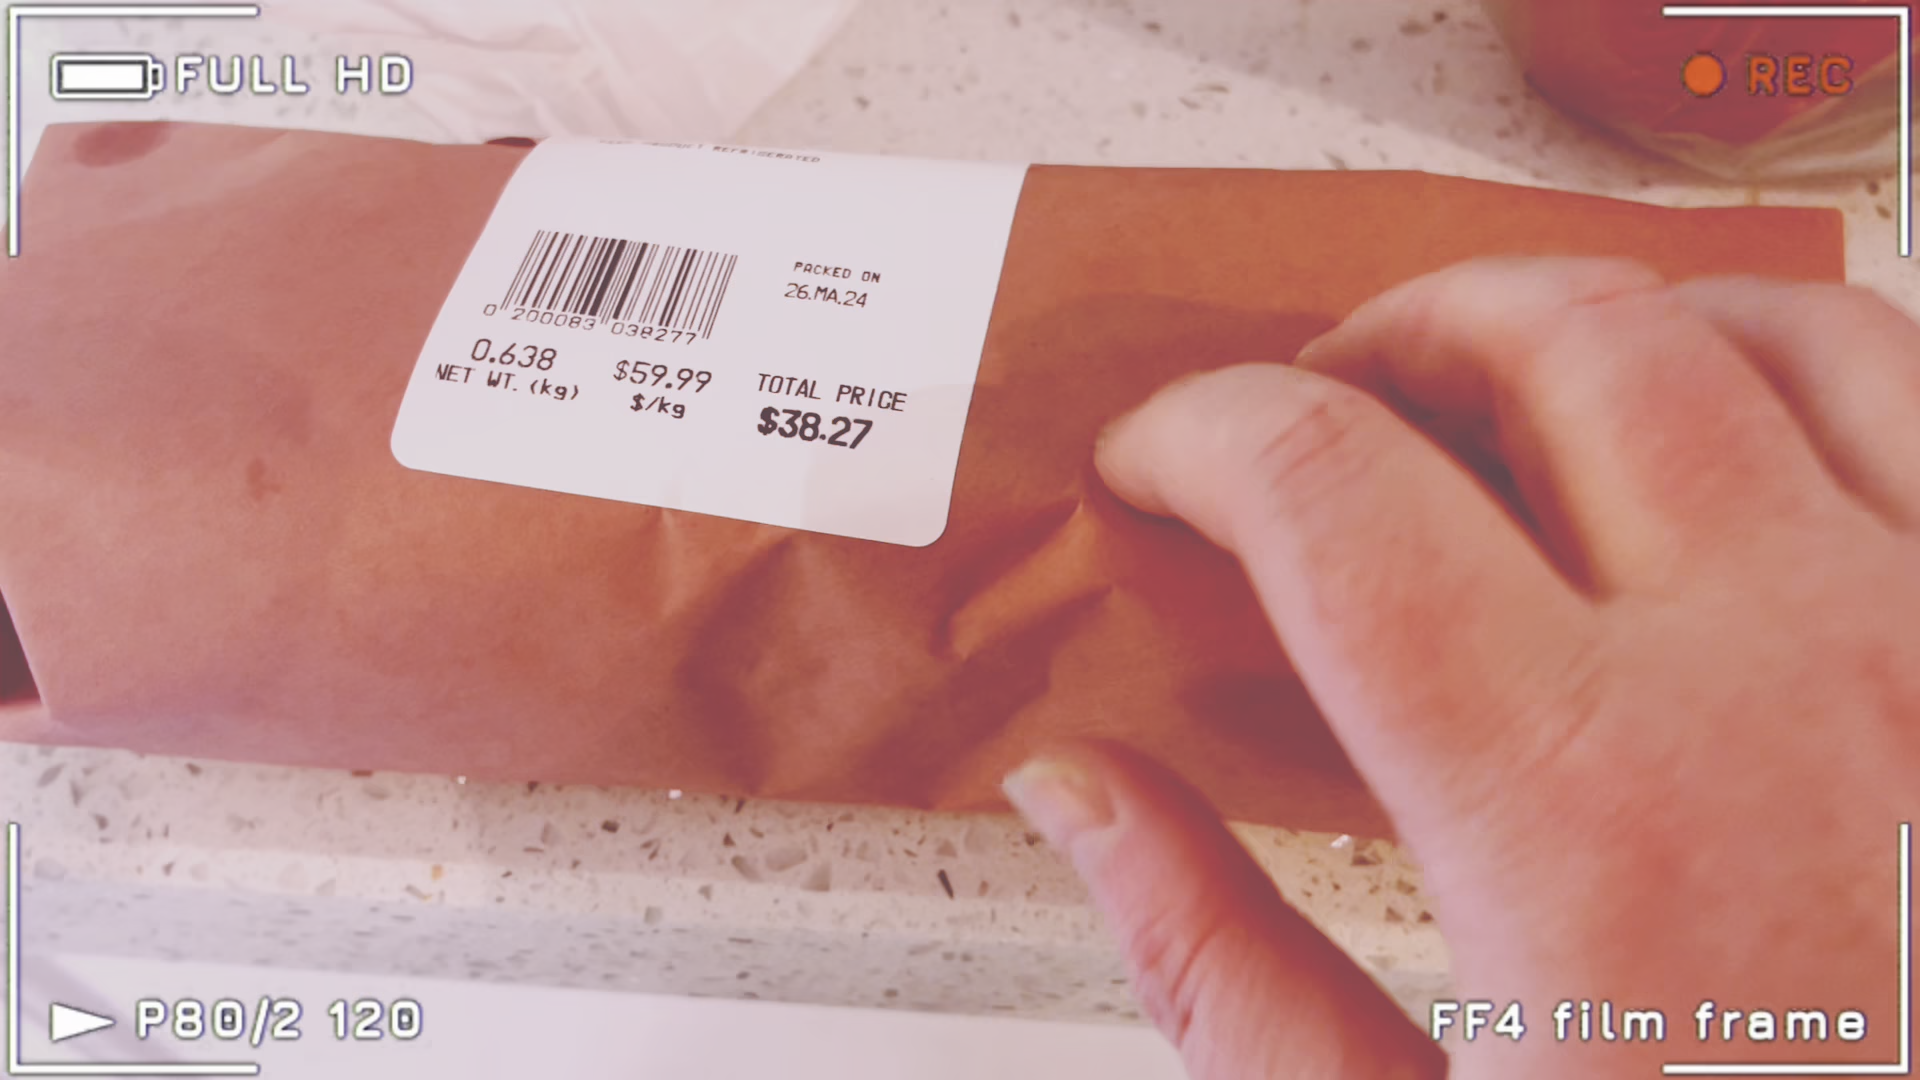 FULL HD
REC
REFRIGERATED
PACKED ON
26.MA.24
0 200083 038277
0.638
NET WT. (kg)
$59.99
$/kg
TOTAL PRICE
$38.27
P80/2 120
FF4 film frame